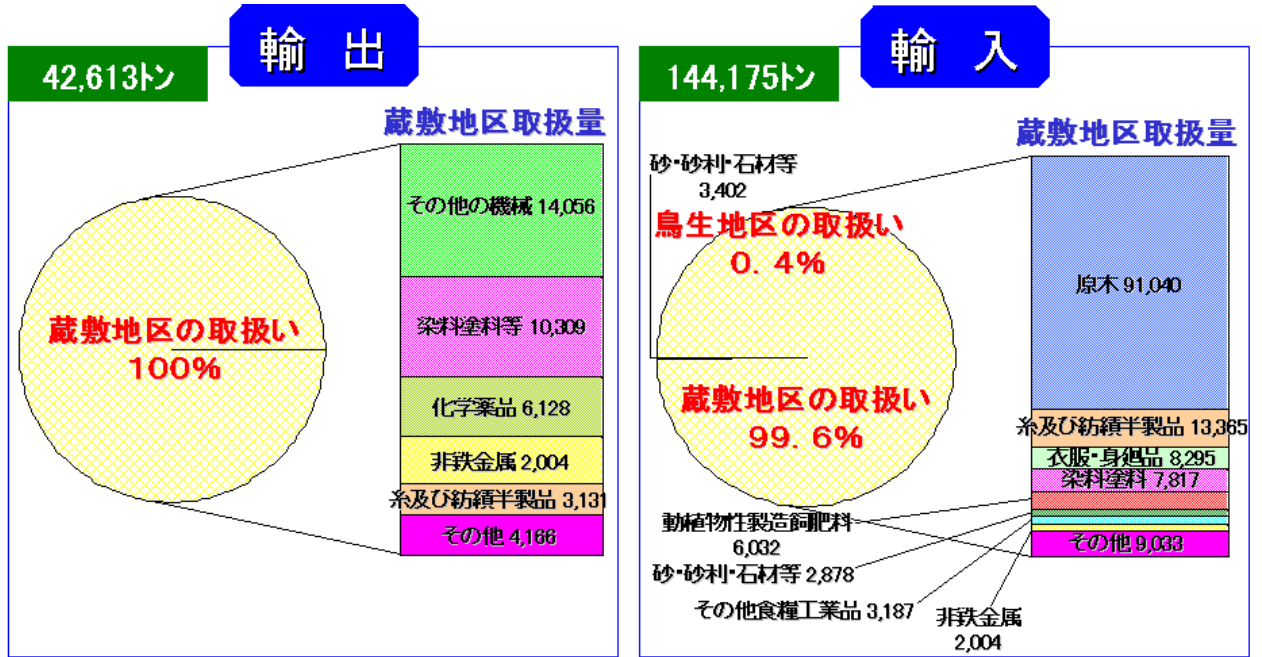 輸 出
42,613トン
蔵敷地区取扱量
その他の機械 14,056
染料塗料等 10,309
化学薬品 6,128
非鉄金属 2,004
糸及び紡績半製品 3,131
その他 4,166
蔵敷地区の取扱い
100%
輸 入
144,175トン
蔵敷地区取扱量
砂・砂利・石材等
3,402
鳥生地区の取扱い
0.4%
蔵敷地区の取扱い
99.6%
原木 91,040
糸及び紡績半製品 13,365
衣服・身廻品 8,295
染料塗料 7,817
動植物性製造飼肥料
6,032
砂・砂利・石材等 2,878
その他食糧工業品 3,187
非鉄金属
2,004
その他 9,033